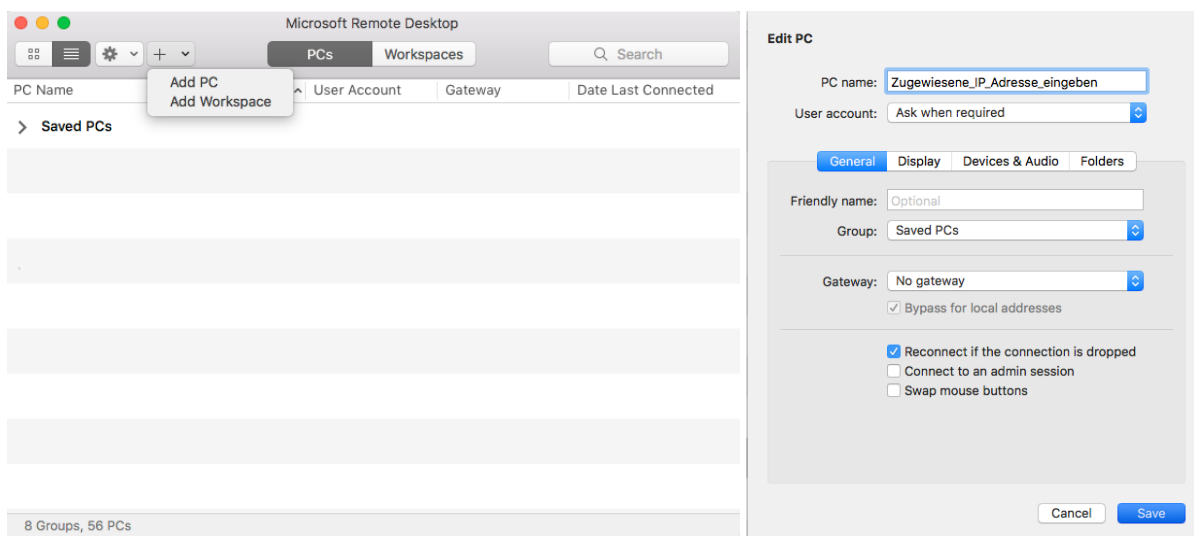 Microsoft Remote Desktop
PCs Workspaces Search
Add PC
Add Workspace
PC Name User Account Gateway Date Last Connected
Saved PCs
8 Groups, 56 PCs
Edit PC
PC name: Zugewiesene_IP_Adresse_eingeben
User account: Ask when required
General Display Devices & Audio Folders
Friendly name: Optional
Group: Saved PCs
Gateway: No gateway
Bypass for local addresses
Reconnect if the connection is dropped
Connect to an admin session
Swap mouse buttons
Cancel Save